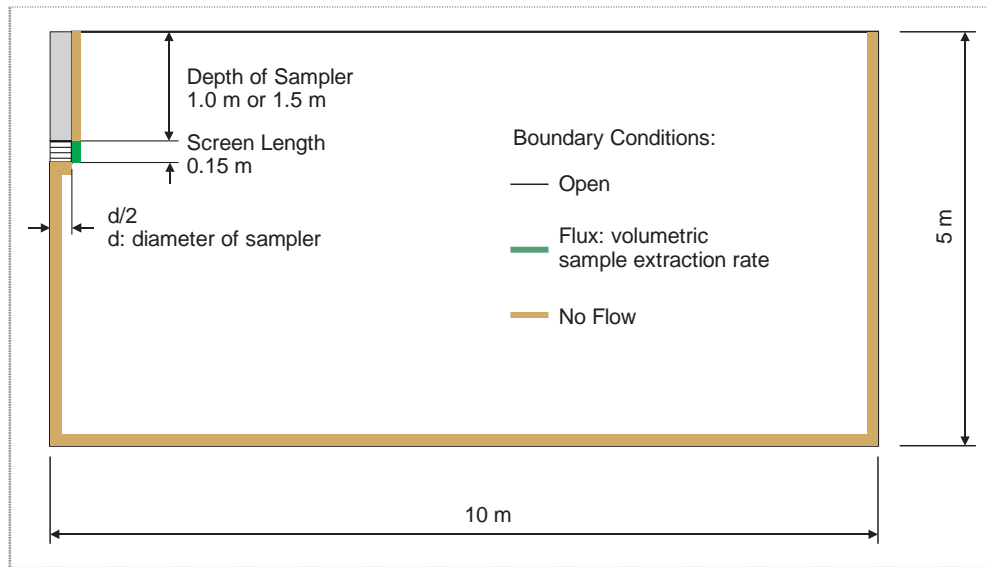 Depth of Sampler
1.0 m or 1.5 m
Screen Length
0.15 m
d/2
d: diameter of sampler
Boundary Conditions:
Open
Flux: volumetric
sample extraction rate
No Flow
5 m
10 m